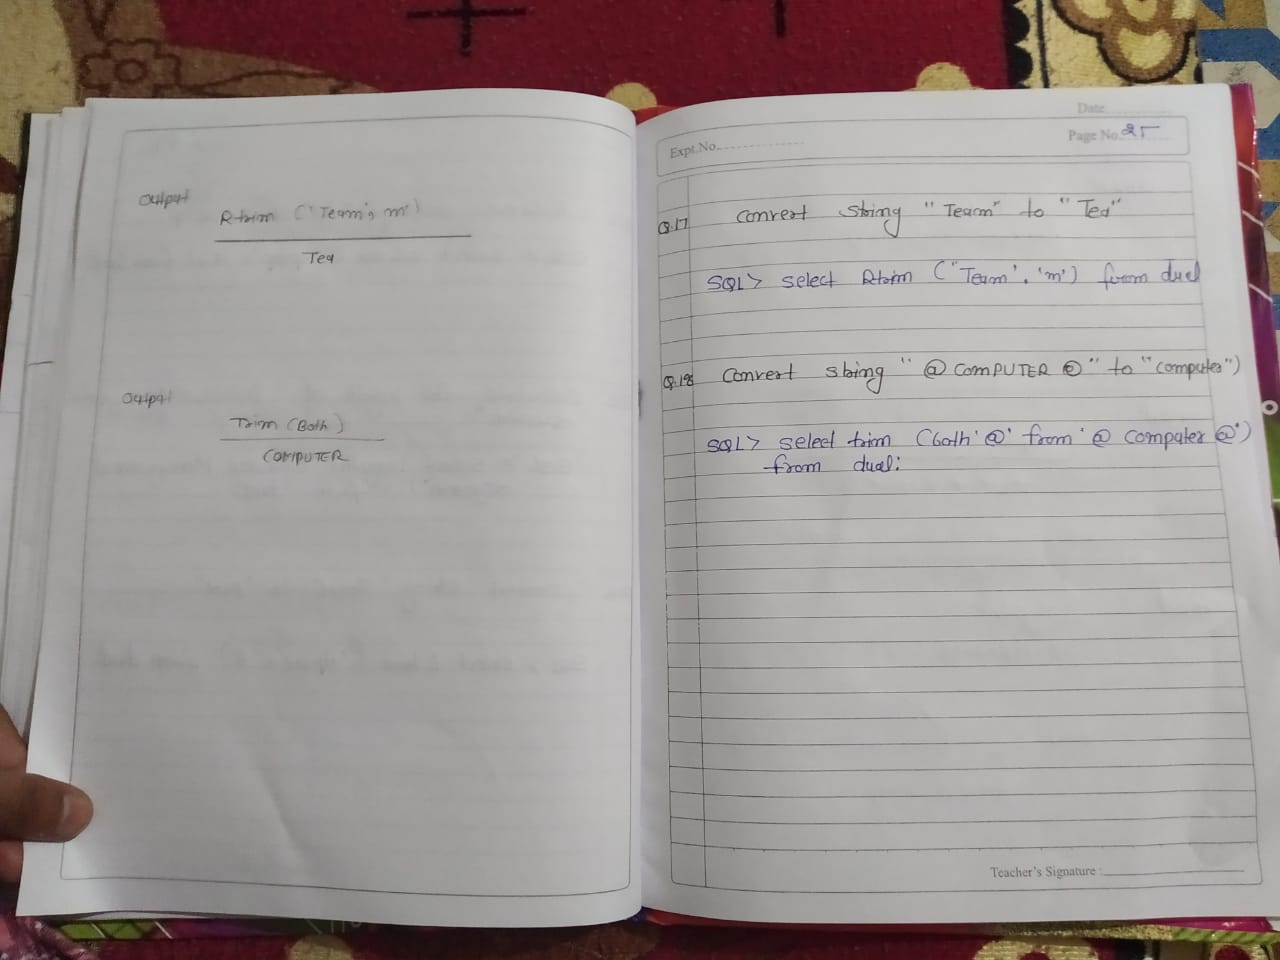 Output
Rtrim ('Team', m')
Tea
Output
Trim (Both)
COMPUTER
Date
Expt.No.
Page No. 25
Q.17 Convert string "Team" to "Tea"
SQL> select Rtrim ('Team', 'm') from dual
Q.18 Convert string "@ COMPUTER @" to "computer")
SQL> select trim (both '@' from '@ computer @')
from dual;
Teacher's Signature :